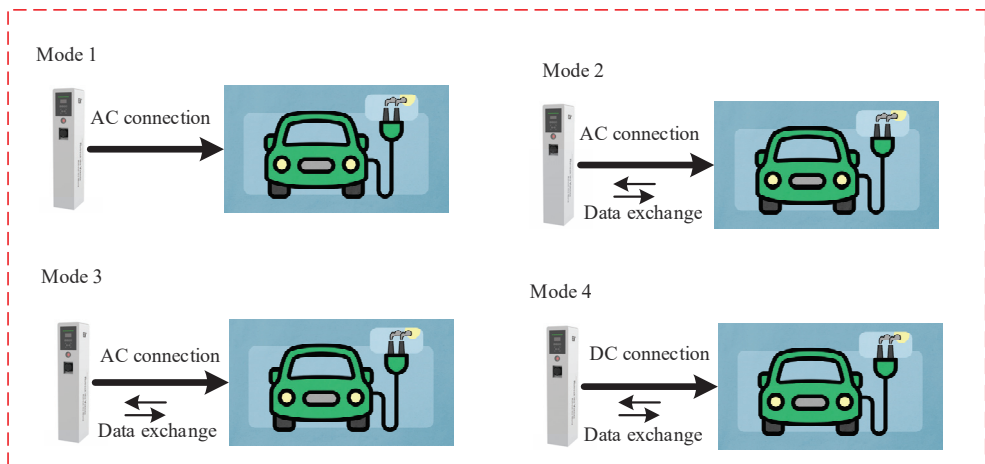 Mode 1
AC connection
Mode 2
AC connection
Data exchange
Mode 3
AC connection
Data exchange
Mode 4
DC connection
Data exchange